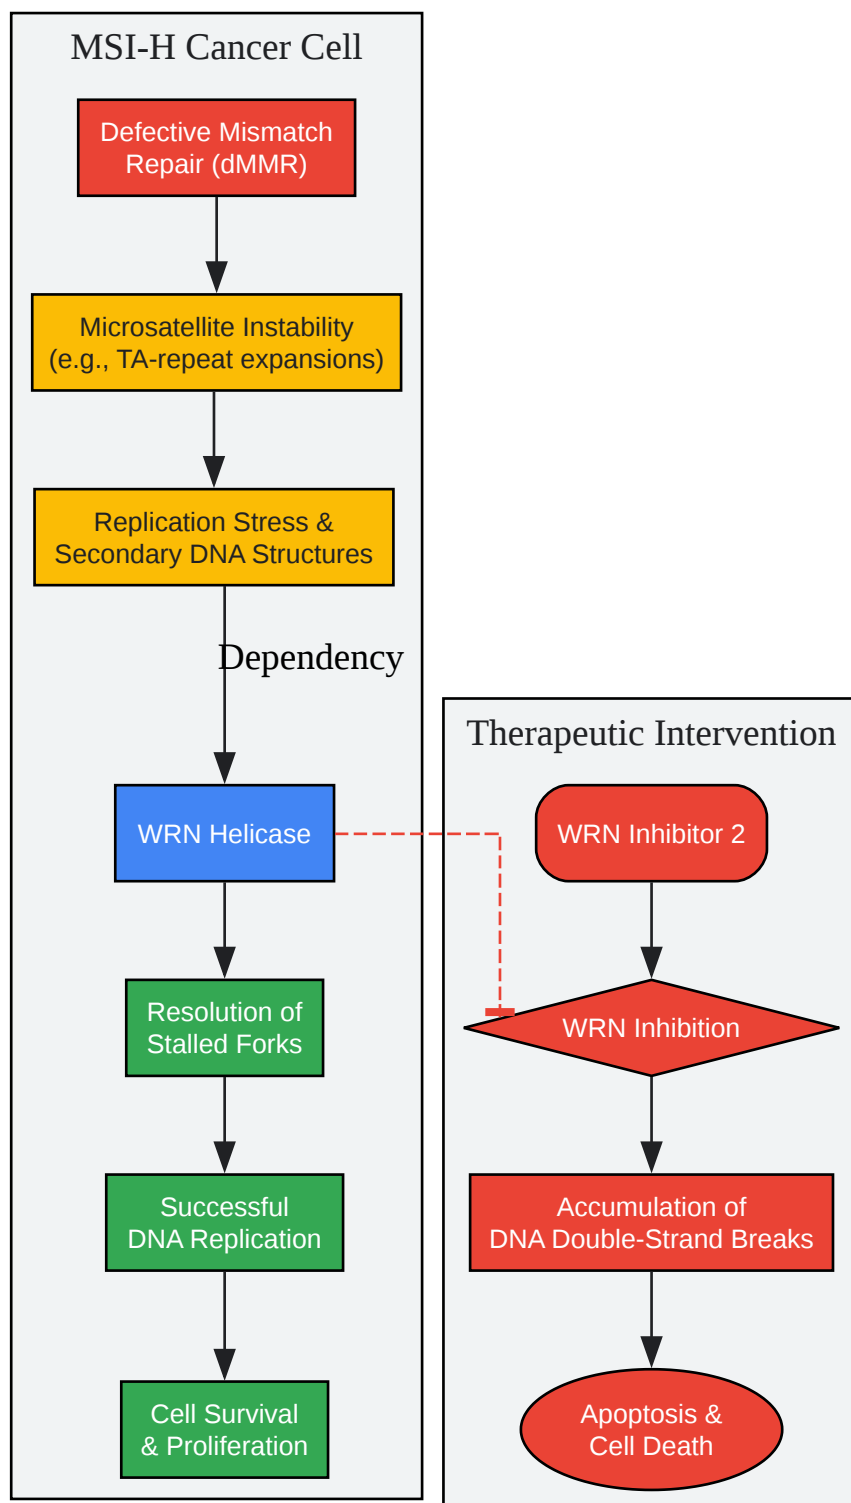 MSI-H Cancer Cell
Defective Mismatch
Repair (dMMR)
Microsatellite Instability
(e.g., TA-repeat expansions)
Replication Stress &
Secondary DNA Structures
Dependency
WRN Helicase
Resolution of
Stalled Forks
Successful
DNA Replication
Cell Survival
& Proliferation
Therapeutic Intervention
WRN Inhibitor 2
WRN Inhibition
Accumulation of
DNA Double-Strand Breaks
Apoptosis &
Cell Death